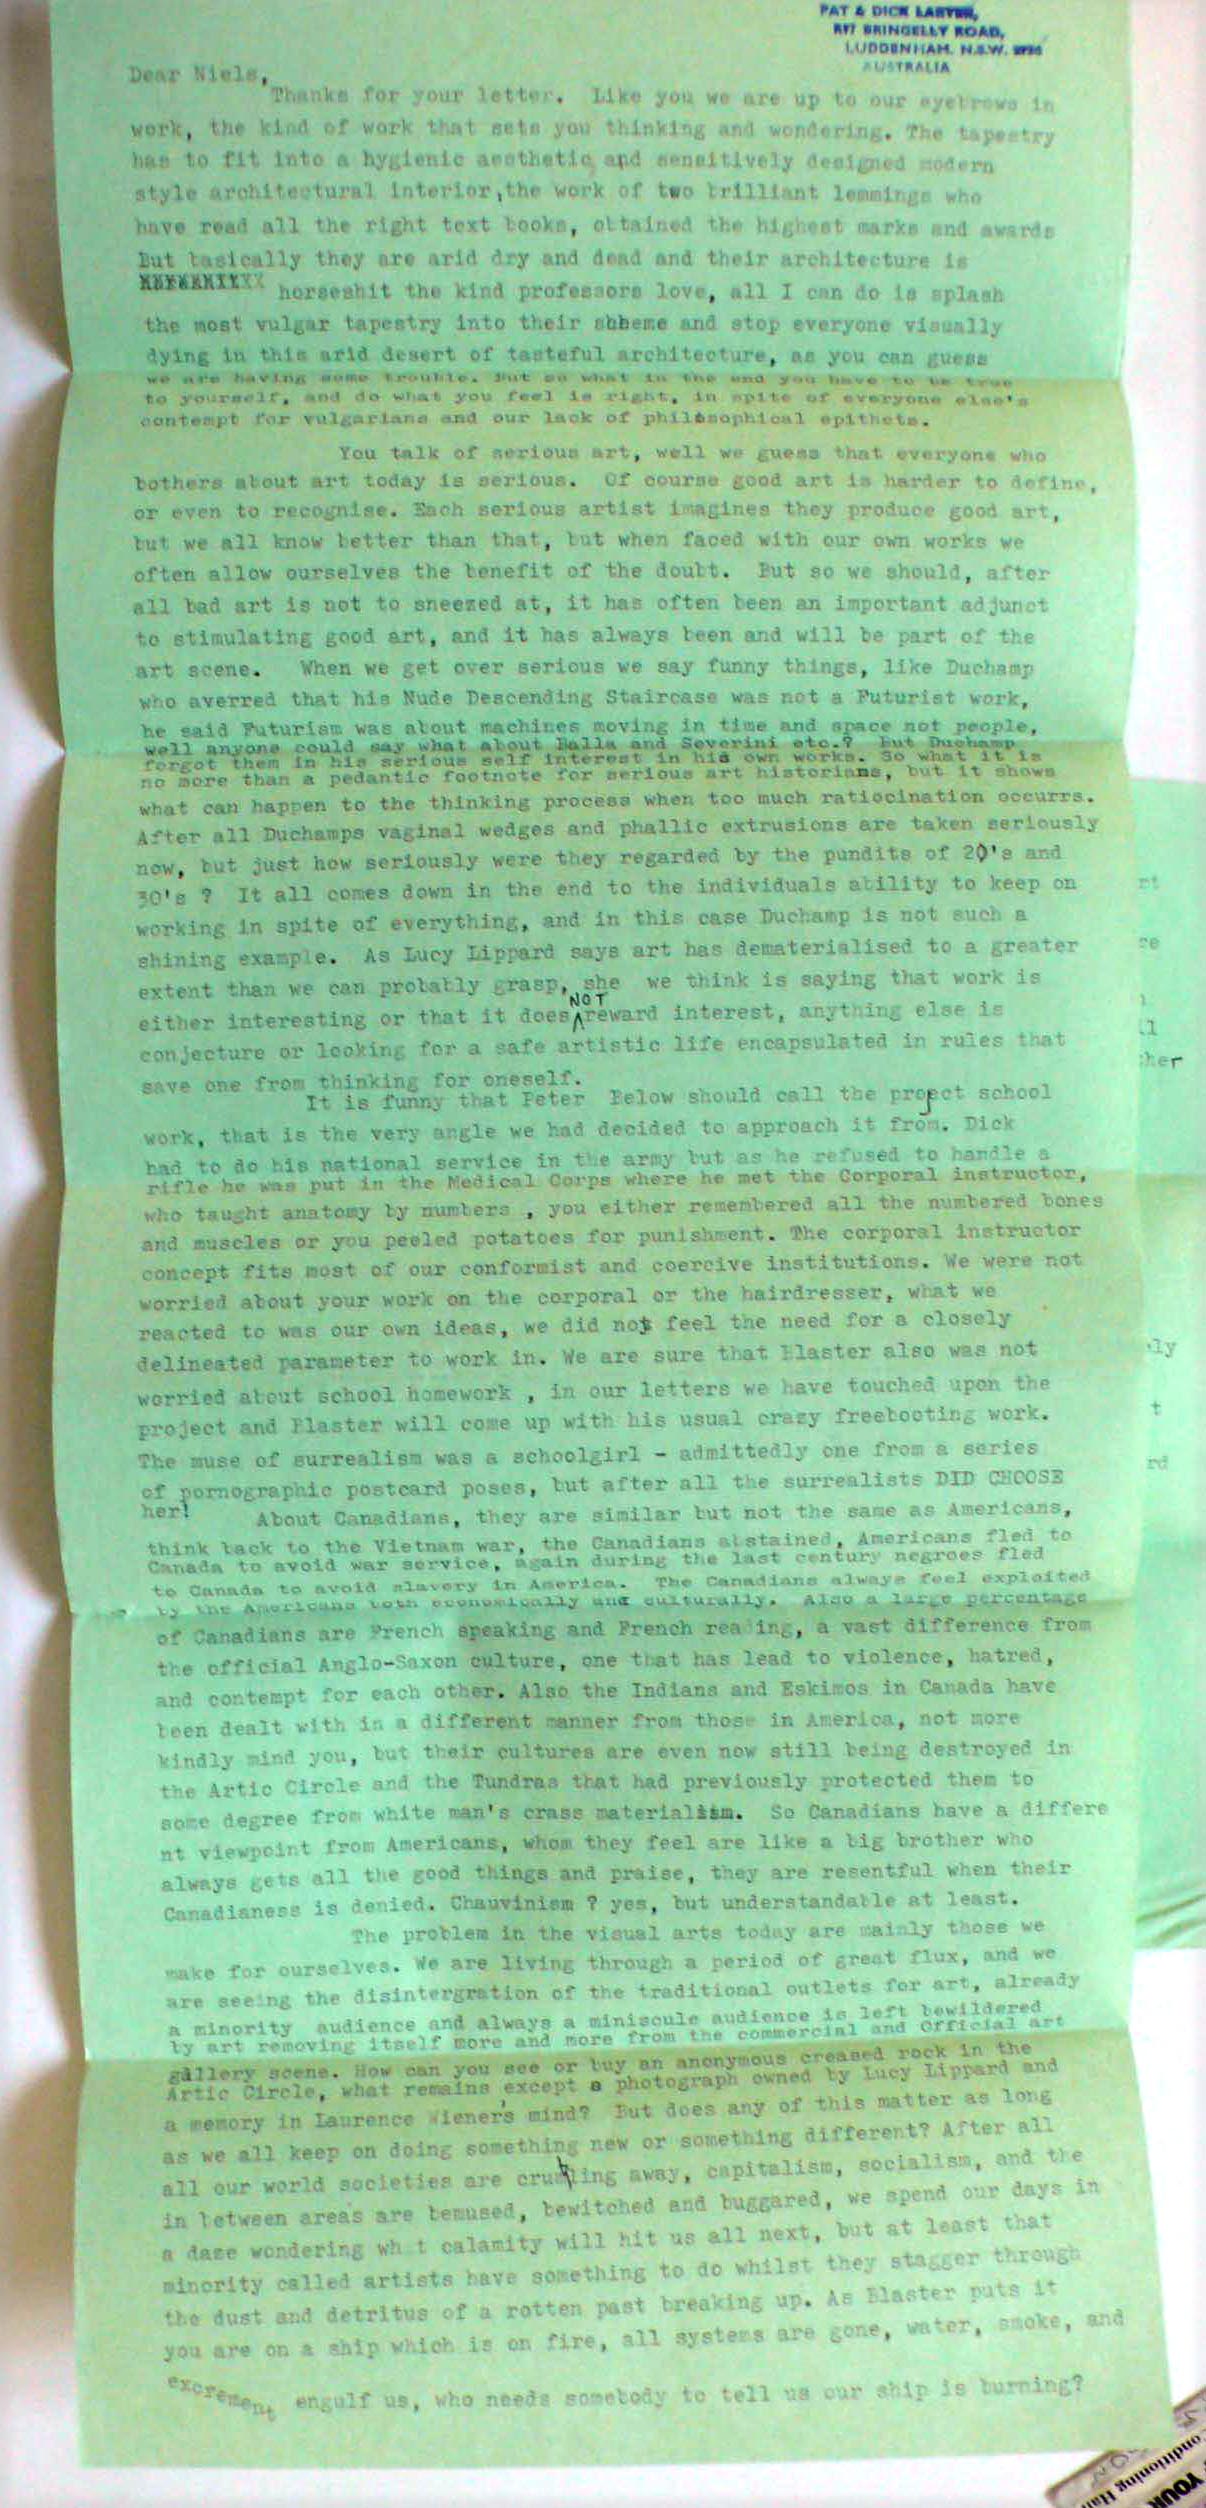 PAT & DICK LARTER,
RFT BRINGELLY ROAD,
LUDDENHAM. N.S.W.
AUSTRALIA
Dear Niels,
Thanks for your letter. Like you we are up to our eyebrows in
work, the kind of work that sets you thinking and wondering. The tapestry
has to fit into a hygienic aesthetic and sensitively designed modern
style architectural interior,the work of two brilliant lemmings who
have read all the right text books, obtained the highest marks and awards
But basically they are arid dry and dead and their architecture is
horseshit the kind professors love, all I can do is splash
the most vulgar tapestry into their shheme and stop everyone visually
dying in this arid desert of tasteful architecture, as you can guess
we are having some trouble. But so what in the end you have to be true
to yourself, and do what you feel is right, in spite of everyone else's
contempt for vulgarians and our lack of philosophical epithets.
You talk of serious art, well we guess that everyone who
bothers about art today is serious. Of course good art is harder to define,
or even to recognise. Each serious artist imagines they produce good art,
but we all know better than that, but when faced with our own works we
often allow ourselves the benefit of the doubt. But so we should, after
all bad art is not to sneezed at, it has often been an important adjunct
to stimulating good art, and it has always been and will be part of the
art scene. When we get over serious we say funny things, like Duchamp
who averred that his Nude Descending Staircase was not a Futurist work,
he said Futurism was about machines moving in time and space not people,
well anyone could say what about Balla and Severini etc.? But Duchamp
forgot them in his serious self interest in his own works. So what it is
no more than a pedantic footnote for serious art historians, but it shows
what can happen to the thinking process when too much ratiocination occurrs.
After all Duchamps vaginal wedges and phallic extrusions are taken seriously
now, but just how seriously were they regarded by the pundits of 20's and
30's ? It all comes down in the end to the individuals ability to keep on
working in spite of everything, and in this case Duchamp is not such a
shining example. As Lucy Lippard says art has dematerialised to a greater
extent than we can probably grasp, she we think is saying that work is
either interesting or that it does NOT reward interest, anything else is
conjecture or looking for a safe artistic life encapsulated in rules that
save one from thinking for oneself.
It is funny that Peter Below should call the project school
work, that is the very angle we had decided to approach it from. Dick
had to do his national service in the army but as he refused to handle a
rifle he was put in the Medical Corps where he met the Corporal instructor,
who taught anatomy by numbers , you either remembered all the numbered bones
and muscles or you peeled potatoes for punishment. The corporal instructor
concept fits most of our conformist and coercive institutions. We were not
worried about your work on the corporal or the hairdresser, what we
reacted to was our own ideas, we did not feel the need for a closely
delineated parameter to work in. We are sure that Blaster also was not
worried about school homework , in our letters we have touched upon the
project and Blaster will come up with his usual crazy freebooting work.
The muse of surrealism was a schoolgirl - admittedly one from a series
of pornographic postcard poses, but after all the surrealists DID CHOOSE
her!
About Canadians, they are similar but not the same as Americans,
think back to the Vietnam war, the Canadians abstained, Americans fled to
Canada to avoid war service, again during the last century negroes fled
to Canada to avoid slavery in America. The Canadians always feel exploited
by the Americans both economically and culturally. Also a large percentage
of Canadians are French speaking and French reading, a vast difference from
the official Anglo-Saxon culture, one that has lead to violence, hatred,
and contempt for each other. Also the Indians and Eskimos in Canada have
been dealt with in a different manner from those in America, not more
kindly mind you, but their cultures are even now still being destroyed in
the Artic Circle and the Tundras that had previously protected them to
some degree from white man's crass materialism. So Canadians have a differe
nt viewpoint from Americans, whom they feel are like a big brother who
always gets all the good things and praise, they are resentful when their
Canadianess is denied. Chauvinism ? yes, but understandable at least.
The problem in the visual arts today are mainly those we
make for ourselves. We are living through a period of great flux, and we
are seeing the disintergration of the traditional outlets for art, already
a minority audience and always a miniscule audience is left bewildered
by art removing itself more and more from the commercial and Official art
gallery scene. How can you see or buy an anonymous creased rock in the
Artic Circle, what remains except a photograph owned by Lucy Lippard and
a memory in Laurence Wiener's mind? But does any of this matter as long
as we all keep on doing something new or something different? After all
all our world societies are crumbling away, capitalism, socialism, and the
in between areas are bemused, bewitched and buggared, we spend our days in
a daze wondering wh t calamity will hit us all next, but at least that
minority called artists have something to do whilst they stagger through
the dust and detritus of a rotten past breaking up. As Blaster puts it
you are on a ship which is on fire, all systems are gone, water, smoke, and
excrement engulf us, who needs somebody to tell us our ship is burning?
rt
re
ll
her
ly
t
rd
YOUR